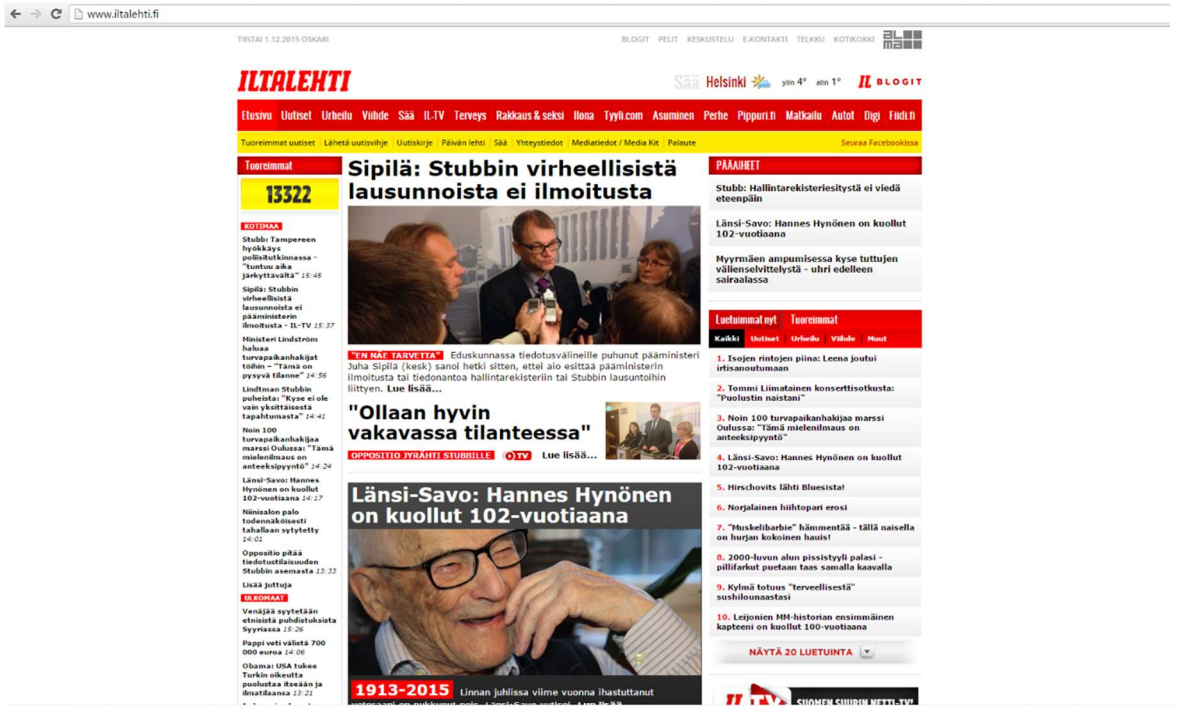 www.iltalehti.fi
TIISTAI 1.12.2015 OSKARI
BLOGIT PELIT KESKUSTELU E-KONTAKTI TELKKU KOTIKOKKI
ALMA
ILTALEHTI
Sää Helsinki ylin 4° alin 1° IL BLOGIT
Etusivu Uutiset Urheilu Viihde Sää IL-TV Terveys Rakkaus & seksi Ilona Tyyli.com Asuminen Perhe Pippuri.fi Matkailu Autot Digi Fiidi.fi
Tuoreimmat uutiset Lähetä uutisvihje Uutiskirje Päivän lehti Sää Yhteystiedot Mediatiedot / Media Kit Palaute Seuraa Facebookissa
Tuoreimmat
13322
KOTIMAA
Stubb: Tampereen
hyökkäys
poliisitutkinnassa -
"tuntuu aika
järkyttävältä" 15:45
Sipilä: Stubbin
virheellisistä
lausunnoista ei
pääministerin
ilmoitusta - IL-TV 15:37
Ministeri Lindström
haluaa
turvapaikanhakijat
töihin – "Tämä on
pysyvä tilanne" 14:56
Lindtman Stubbin
puheista: "Kyse ei ole
vain yksittäisestä
tapahtumasta" 14:41
Noin 100
turvapaikanhakijaa
marssi Oulussa: "Tämä
mielenilmaus on
anteeksipyyntö" 14:24
Länsi-Savo: Hannes
Hynönen on kuollut
102-vuotiaana 14:17
Niinisalon palo
todennäköisesti
tahallaan sytytetty
14:01
Oppositio pitää
tiedotustilaisuuden
Stubbin asemasta 13:33
Lisää juttuja
ULKOMAAT
Venäjää syytetään
etnisistä puhdistuksista
Syyriassa 15:26
Pappi veti välistä 700
000 euroa 14:06
Obama: USA tukee
Turkin oikeutta
puolustaa itseään ja
ilmatilaansa 13:21
Sipilä: Stubbin virheellisistä
lausunnoista ei ilmoitusta
"EN NÄE TARVETTA" Eduskunnassa tiedotusvälineille puhunut pääministeri
Juha Sipilä (kesk) sanoi hetki sitten, ettei aio esittää pääministerin
ilmoitusta tai tiedonantoa hallintarekisteriin tai Stubbin lausuntoihin
liittyen. Lue lisää...
"Ollaan hyvin
vakavassa tilanteessa"
OPPOSITIO JYRÄHTI STUBBILLE TV Lue lisää...
Länsi-Savo: Hannes Hynönen
on kuollut 102-vuotiaana
1913-2015 Linnan juhlissa viime vuonna ihastuttanut
veteraani on nukkunut pois, Länsi-Savo uutisoi. Lue lisää...
PÄÄAIHEET
Stubb: Hallintarekisteriesitystä ei viedä
eteenpäin
Länsi-Savo: Hannes Hynönen on kuollut
102-vuotiaana
Myyrmäen ampumisessa kyse tuttujen
välienselvittelystä - uhri edelleen
sairaalassa
Luetuimmat nyt Tuoreimmat
Kaikki Uutiset Urheilu Viihde Muut
1. Isojen rintojen piina: Leena joutui
irtisanoutumaan
2. Tommi Liimatainen konserttisotkusta:
"Puolustin naistani"
3. Noin 100 turvapaikanhakijaa marssi
Oulussa: "Tämä mielenilmaus on
anteeksipyyntö"
4. Länsi-Savo: Hannes Hynönen on kuollut
102-vuotiaana
5. Hirschovits lähti Bluesista!
6. Norjalainen hiihtopari erosi
7. "Muskelibarbie" hämmentää - tällä naisella
on hurjan kokoinen hauis!
8. 2000-luvun alun pissistyyli palasi -
pillifarkut puetaan taas samalla kaavalla
9. Kylmä totuus "terveellisestä"
sushilounaastasi
10. Leijonien MM-historian ensimmäinen
kapteeni on kuollut 100-vuotiaana
NÄYTÄ 20 LUETUINTA
IL TV SUOMEN SUURIN NETTI-TV!